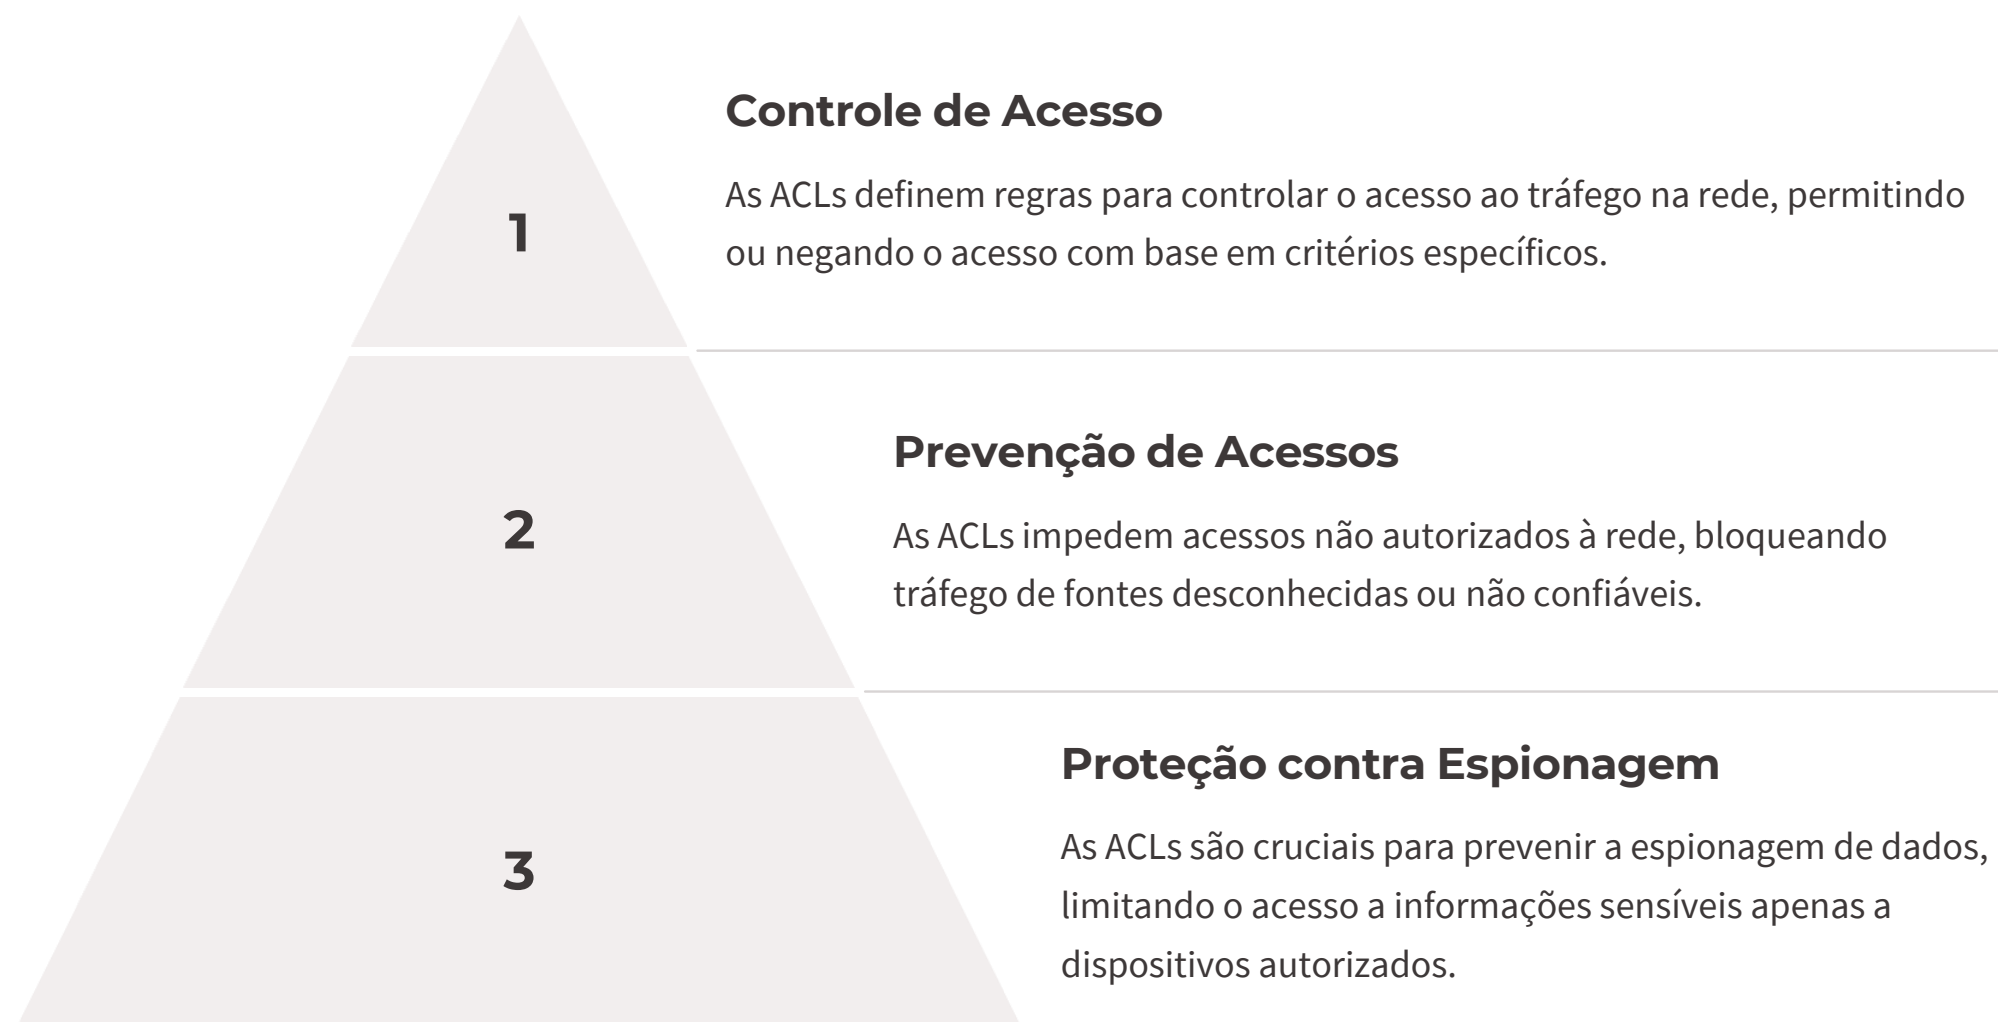 1
Controle de Acesso
As ACLs definem regras para controlar o acesso ao tráfego na rede, permitindo
ou negando o acesso com base em critérios específicos.
2
Prevenção de Acessos
As ACLs impedem acessos não autorizados à rede, bloqueando
tráfego de fontes desconhecidas ou não confiáveis.
3
Proteção contra Espionagem
As ACLs são cruciais para prevenir a espionagem de dados,
limitando o acesso a informações sensíveis apenas a
dispositivos autorizados.